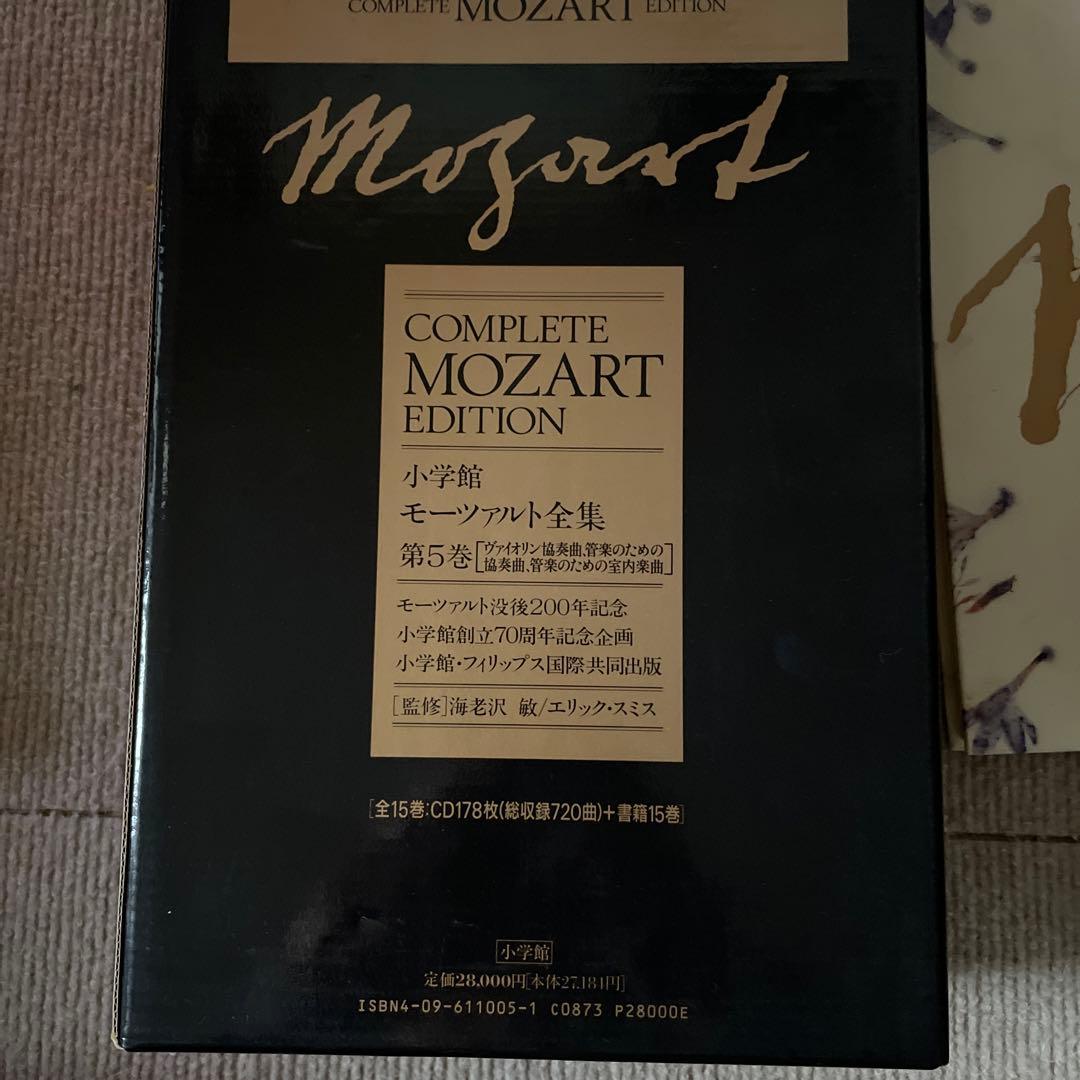 COMPLETE MOZART EDITION
Mozart
COMPLETE
MOZART
EDITION
小学館
モーツァルト全集
第5巻[ヴァイオリン協奏曲、管楽のための
協奏曲、管楽のための室内楽曲]
モーツァルト没後200年記念
小学館創立70周年記念企画
小学館・フィリップス国際共同出版
[監修]海老沢 敏/エリック・スミス
[全15巻:CD178枚(総収録720曲)+書籍15巻]
小学館
定価28,000円[本体27,184円]
ISBN4-09-611005-1 C0873 P28000E